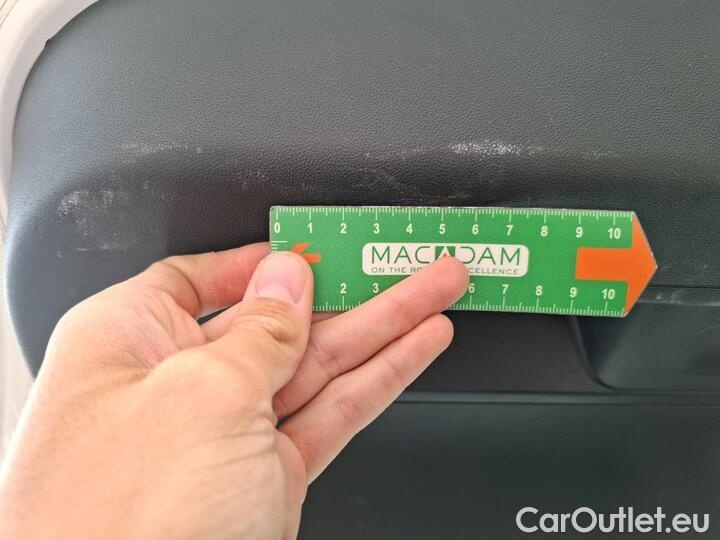 0 1 2 3 4 5 6 7 8 9 10
MACADAM
ON THE RO CELLENCE
2 3 6 7 8 9 10
CarOutlet.eu